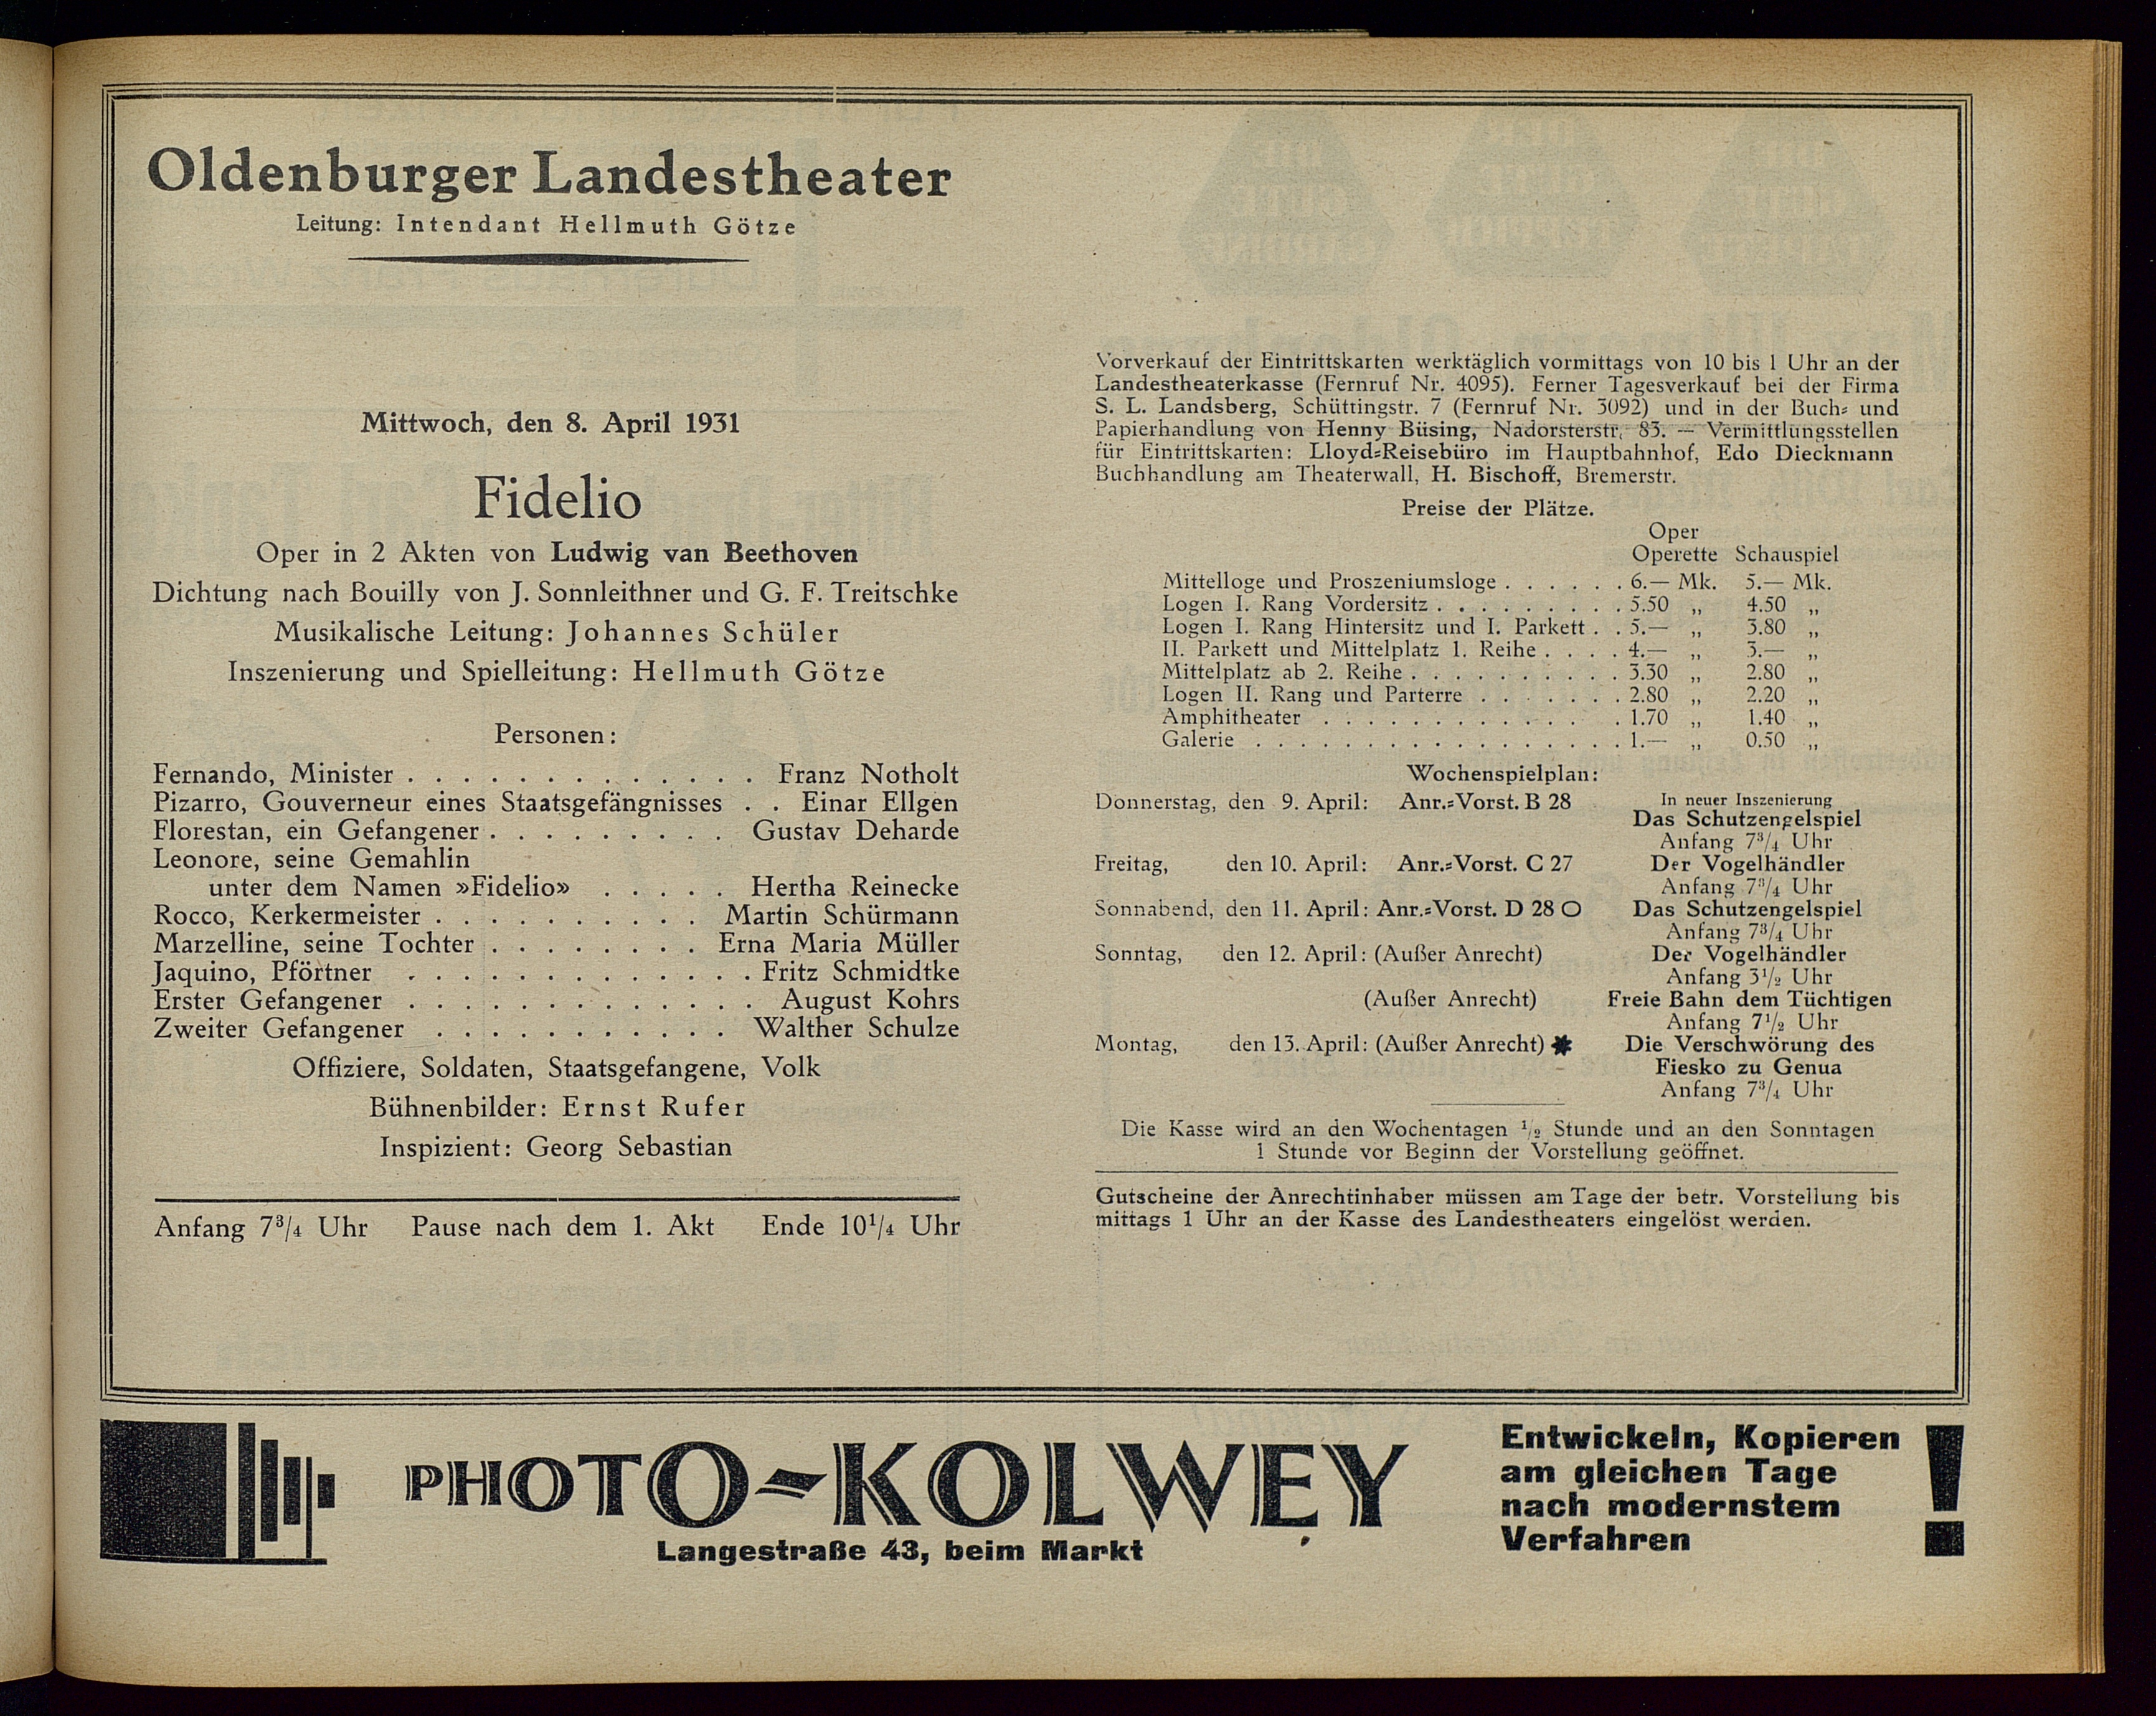 Oldenburger Landestheater
Leitung: Intendant Hellmuth Götze
Mittwoch, den 8. April 1931
Fidelio
Oper in 2 Akten von Ludwig van Beethoven
Dichtung nach Bouilly von J. Sonnleithner und G. F. Treitschke
Musikalische Leitung: Johannes Schüler
Inszenierung und Spielleitung: Hellmuth Götze
Personen:
Fernando, Minister . . . . . . . . . . . . . Franz Notholt
Pizarro, Gouverneur eines Staatsgefängnisses . . Einar Ellgen
Florestan, ein Gefangener . . . . . . . . . Gustav Deharde
Leonore, seine Gemahlin
unter dem Namen »Fidelio» . . . . . Hertha Reinecke
Rocco, Kerkermeister . . . . . . . . . . Martin Schürmann
Marzelline, seine Tochter . . . . . . . . Erna Maria Müller
Jaquino, Pförtner . . . . . . . . . . . . . Fritz Schmidtke
Erster Gefangener . . . . . . . . . . . . . August Kohrs
Zweiter Gefangener . . . . . . . . . . . Walther Schulze
Offiziere, Soldaten, Staatsgefangene, Volk
Bühnenbilder: Ernst Rufer
Inspizient: Georg Sebastian
Anfang 7³/₄ Uhr Pause nach dem 1. Akt Ende 10¹/₄ Uhr
Vorverkauf der Eintrittskarten werktäglich vormittags von 10 bis 1 Uhr an der
Landestheaterkasse (Fernruf Nr. 4095). Ferner Tagesverkauf bei der Firma
S. L. Landsberg, Schüttingstr. 7 (Fernruf Nr. 3092) und in der Buch- und
Papierhandlung von Henny Büsing, Nadorsterstr. 83. — Vermittlungsstellen
für Eintrittskarten: Lloyd-Reisebüro im Hauptbahnhof, Edo Dieckmann
Buchhandlung am Theaterwall, H. Bischoff, Bremerstr.
Preise der Plätze.
Oper
Operette Schauspiel
Mittelloge und Proszeniumsloge . . . . . . 6.— Mk. 5.— Mk.
Logen I. Rang Vordersitz . . . . . . . . . 5.50 „ 4.50 „
Logen I. Rang Hintersitz und I. Parkett . . 5.— „ 3.80 „
II. Parkett und Mittelplatz 1. Reihe . . . . 4.— „ 3.— „
Mittelplatz ab 2. Reihe . . . . . . . . . . 3.30 „ 2.80 „
Logen II. Rang und Parterre . . . . . . . 2.80 „ 2.20 „
Amphitheater . . . . . . . . . . . . . . 1.70 „ 1.40 „
Galerie . . . . . . . . . . . . . . . . . 1.— „ 0.50 „
Wochenspielplan:
Donnerstag, den 9. April: Anr.-Vorst. B 28 In neuer Inszenierung
Das Schutzengelspiel
Anfang 7³/₄ Uhr
Freitag, den 10. April: Anr.-Vorst. C 27 Der Vogelhändler
Anfang 7³/₄ Uhr
Sonnabend, den 11. April: Anr.-Vorst. D 28 O Das Schutzengelspiel
Anfang 7³/₄ Uhr
Sonntag, den 12. April: (Außer Anrecht) Der Vogelhändler
Anfang 3¹/₂ Uhr
(Außer Anrecht) Freie Bahn dem Tüchtigen
Anfang 7¹/₂ Uhr
Montag, den 13. April: (Außer Anrecht) ✱ Die Verschwörung des
Fiesko zu Genua
Anfang 7³/₄ Uhr
Die Kasse wird an den Wochentagen ¹/₂ Stunde und an den Sonntagen
1 Stunde vor Beginn der Vorstellung geöffnet.
Gutscheine der Anrechtinhaber müssen am Tage der betr. Vorstellung bis
mittags 1 Uhr an der Kasse des Landestheaters eingelöst werden.
PHOTO-KOLWEY
Langestraße 43, beim Markt
Entwickeln, Kopieren
am gleichen Tage
nach modernstem
Verfahren !